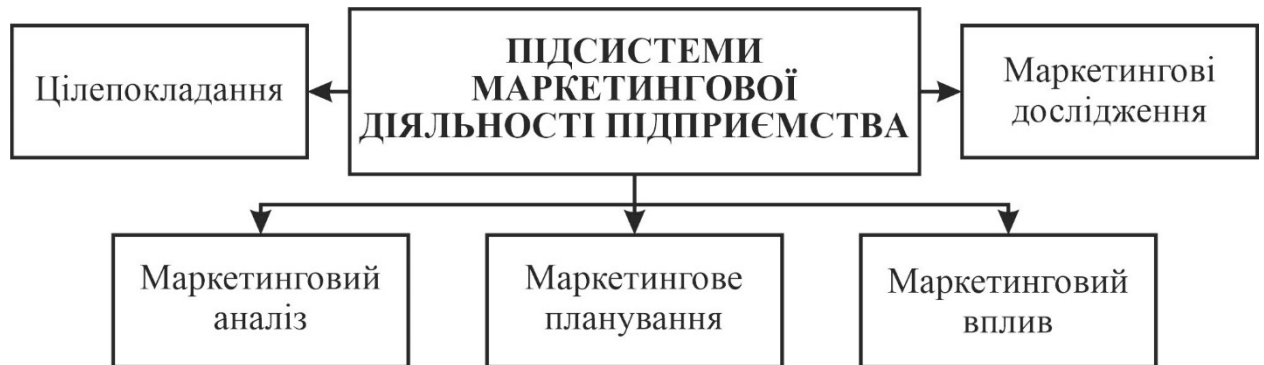 ПІДСИСТЕМИ
МАРКЕТИНГОВОЇ
ДІЯЛЬНОСТІ ПІДПРИЄМСТВА
Цілепокладання
Маркетингові
дослідження
Маркетинговий
аналіз
Маркетингове
планування
Маркетинговий
вплив